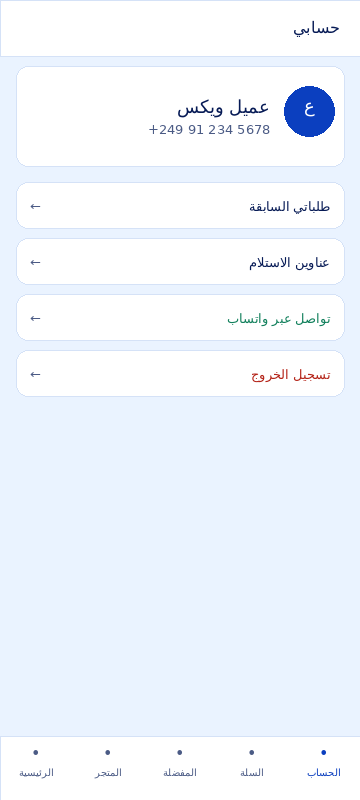 حسابي
ع
عميل ويكس
+249 91 234 5678
طلباتي السابقة ←
عناوين الاستلام ←
تواصل عبر واتساب ←
تسجيل الخروج ←
الحساب
السلة
المفضلة
المتجر
الرئيسية